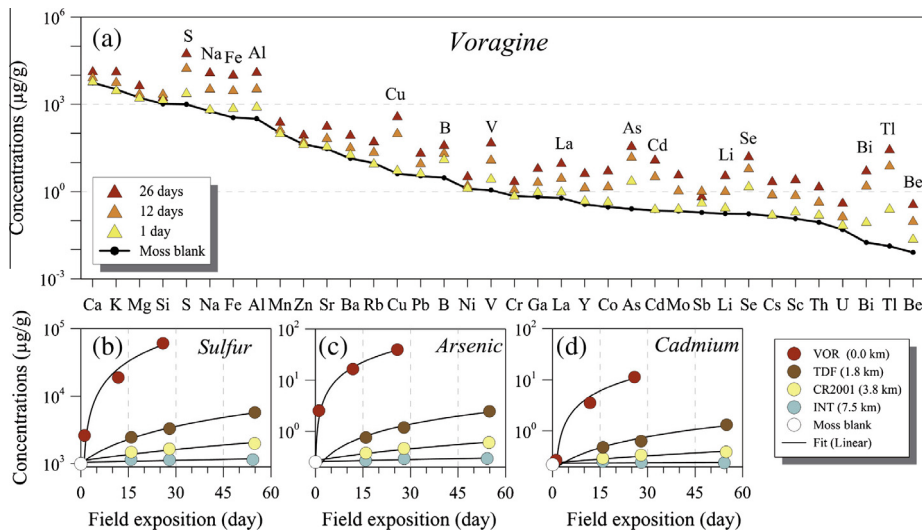 (a) Voragine
Concentrations (μg/g)
10^6
10^3
10^0
10^-3
S Na Fe Al Cu B V La As Cd Li Se Bi Tl Be
26 days
12 days
1 day
Moss blank
Ca K Mg Si S Na Fe Al Mn Zn Sr Ba Rb Cu Pb B Ni V Cr Ga La Y Co As Cd Mo Sb Li Se Cs Sc Th U Bi Tl Be
(b) Sulfur
Concentrations (μg/g)
10^5
10^4
10^3
0 15 30 45 60
Field exposition (day)
(c) Arsenic
10^2
10^1
10^0
0 15 30 45 60
Field exposition (day)
(d) Cadmium
10^2
10^1
10^0
0 15 30 45 60
Field exposition (day)
VOR (0.0 km)
TDF (1.8 km)
CR2001 (3.8 km)
INT (7.5 km)
Moss blank
Fit (Linear)